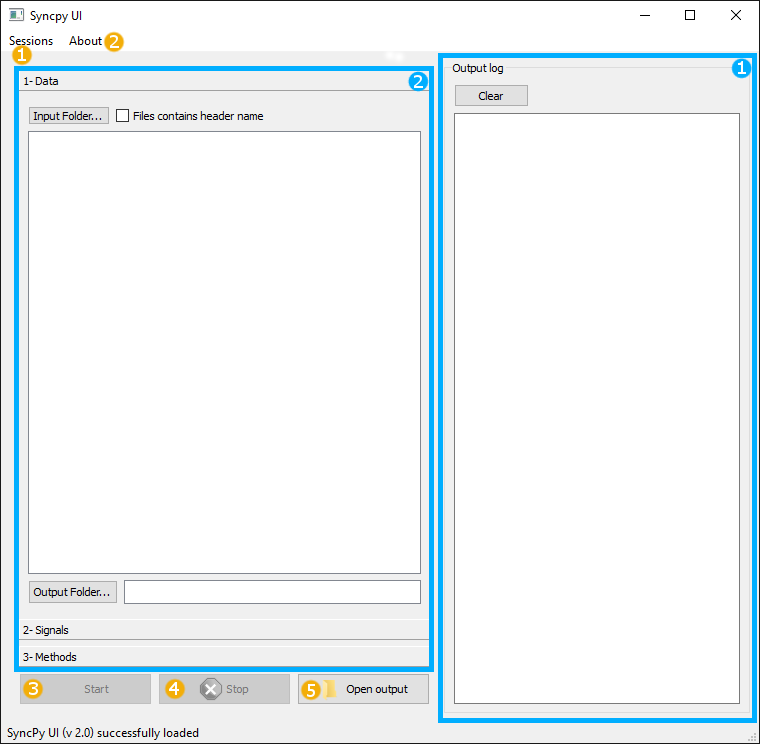 Syncpy UI
Sessions About 2
1
1- Data 2
Input Folder... Files contains header name
Output Folder...
2- Signals
3- Methods
3 Start 4 Stop 5 Open output
Output log 1
Clear
SyncPy UI (v 2.0) successfully loaded